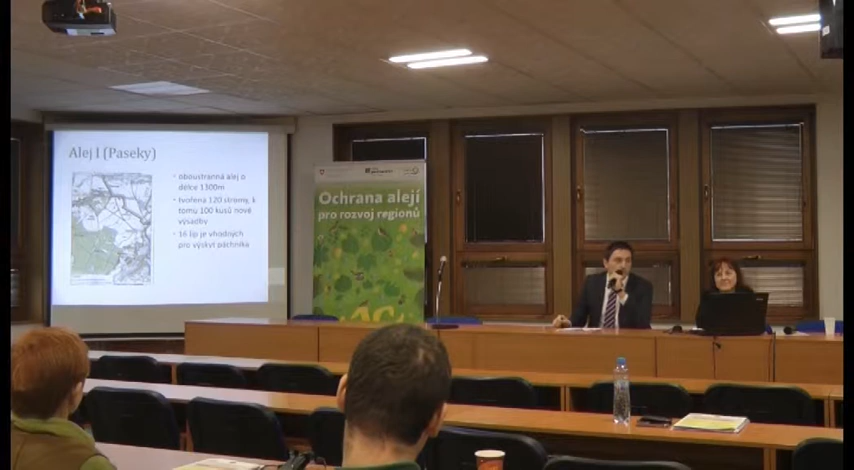 Alej I (Paseky)
oboustranná alej o
délce 1300m
tvořena 120 stromy, k
tomu 100 kusů nové
výsadby
16 lip je vhodných
pro výskyt páchníka
Ochrana alejí
pro rozvoj regionů